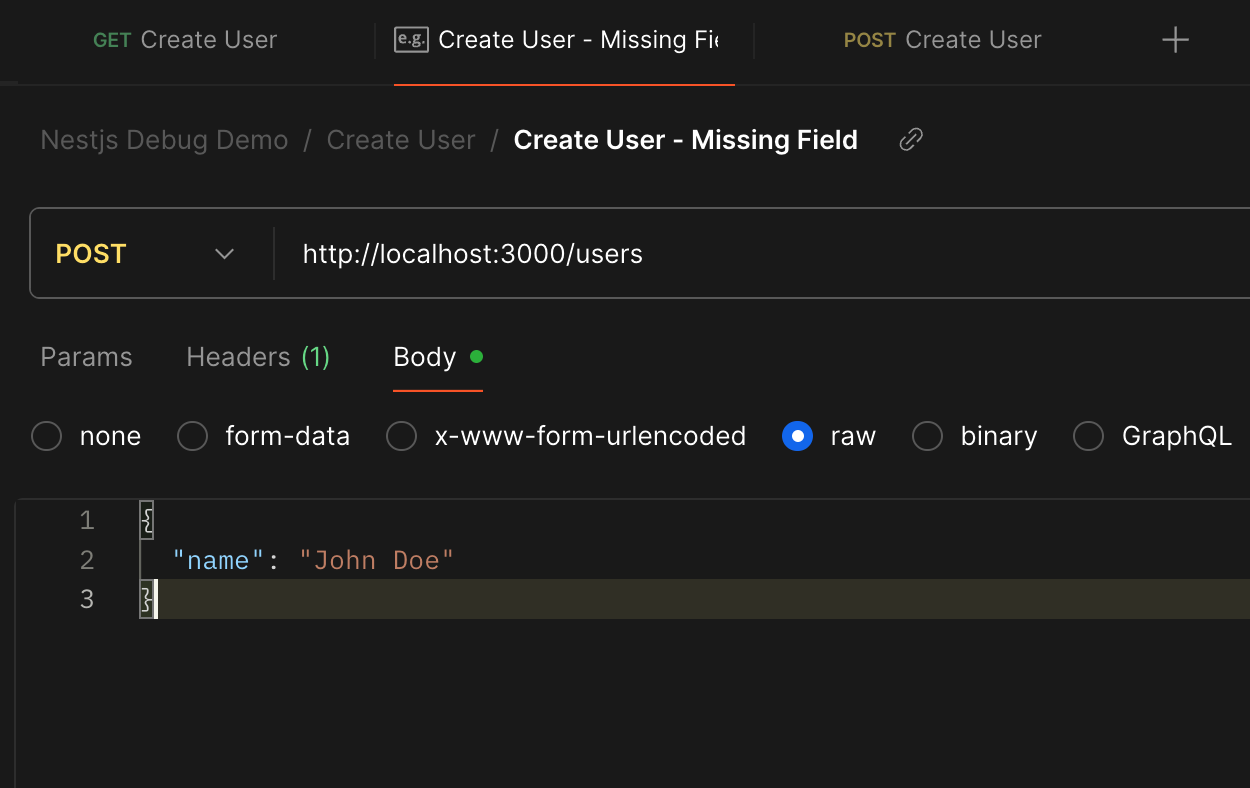 GET Create User
e.g. Create User - Missing Fi
POST Create User
Nestjs Debug Demo / Create User / Create User - Missing Field
POST http://localhost:3000/users
Params Headers (1) Body
none form-data x-www-form-urlencoded raw binary GraphQL
1 {
2 "name": "John Doe"
3 }